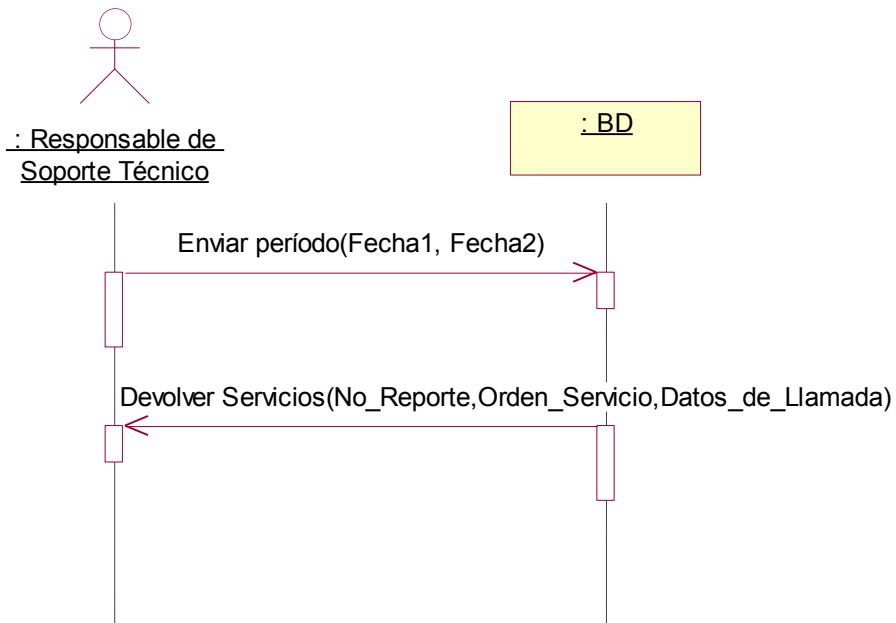 : Responsable de
Soporte Técnico
: BD
Enviar período(Fecha1, Fecha2)
Devolver Servicios(No_Reporte,Orden_Servicio,Datos_de_Llamada)